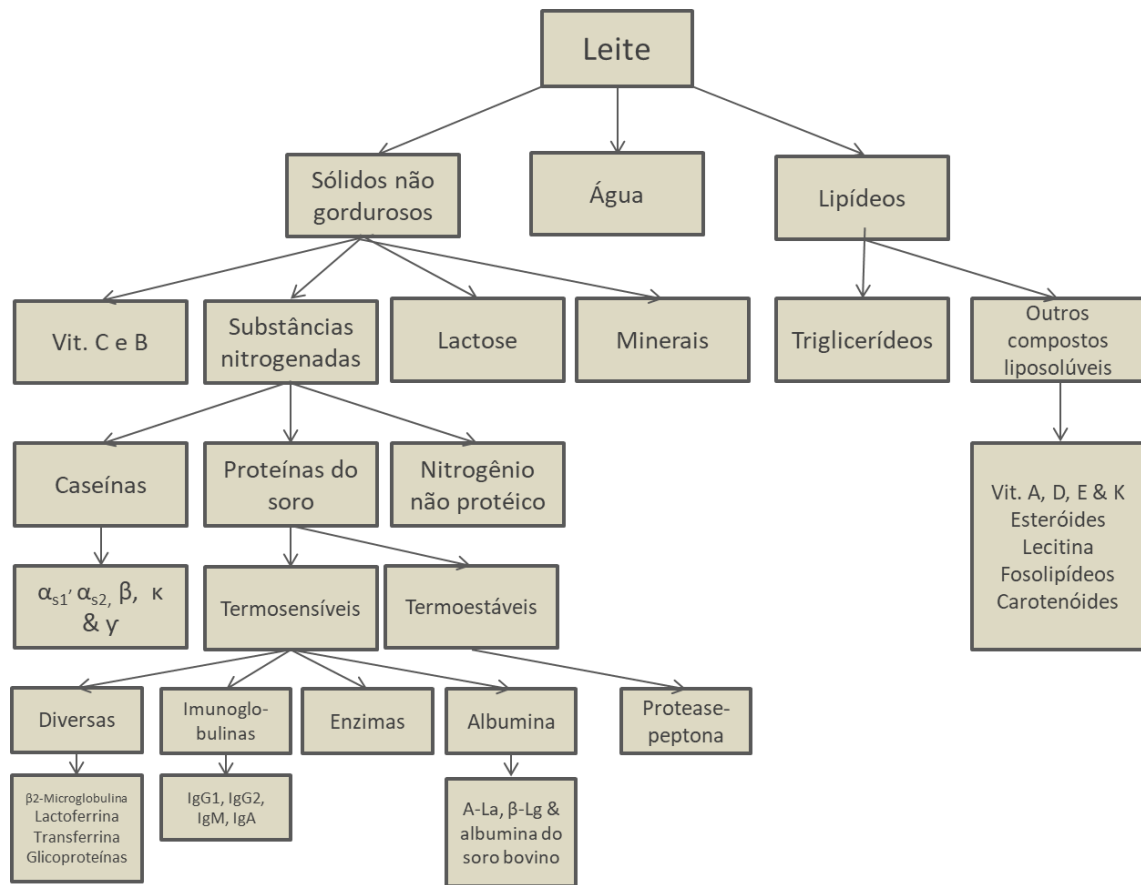 Leite
Sólidos não
gordurosos
Água
Lipídeos
Vit. C e B
Substâncias
nitrogenadas
Lactose
Minerais
Triglicerídeos
Outros
compostos
liposolúveis
Caseínas
Proteínas do
soro
Nitrogênio
não protéico
Vit. A, D, E & K
Esteróides
Lecitina
Fosolipídeos
Carotenóides
αs1, αs2, β, κ
& γ
Termosensíveis
Termoestáveis
Diversas
Imunoglo-
bulinas
Enzimas
Albumina
Protease-
peptona
β2-Microglobulina
Lactoferrina
Transferrina
Glicoproteínas
IgG1, IgG2,
IgM, IgA
A-La, β-Lg &
albumina do
soro bovino